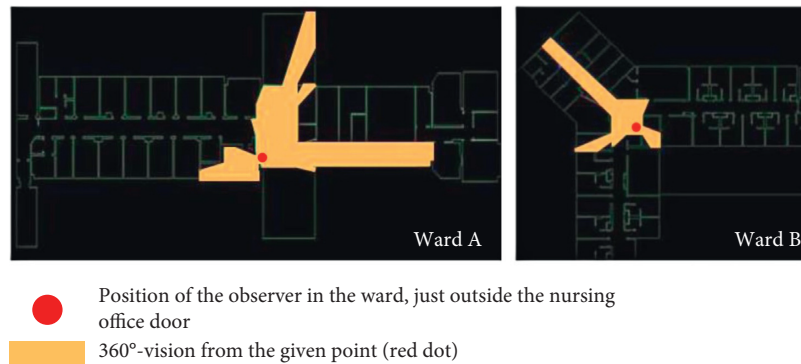 Ward A
Ward B
Position of the observer in the ward, just outside the nursing
office door
360°-vision from the given point (red dot)